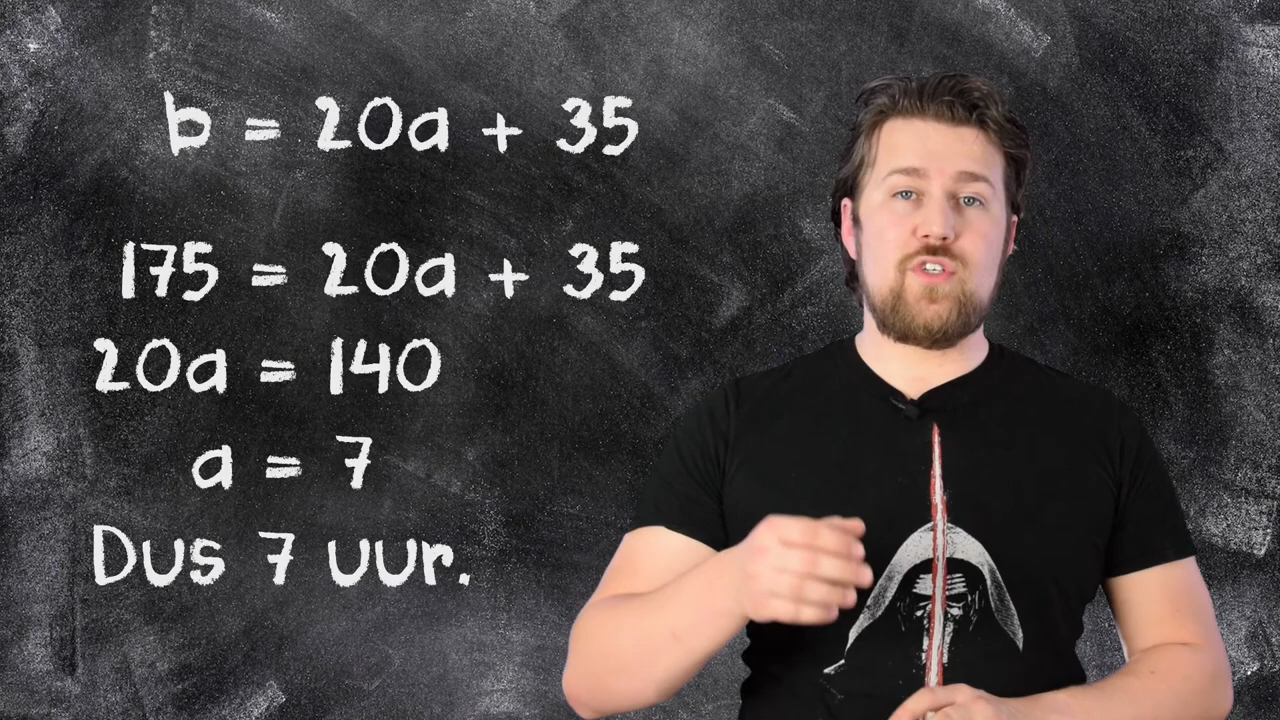 b = 20a + 35
175 = 20a + 35
20a = 140
a = 7
Dus 7 uur.